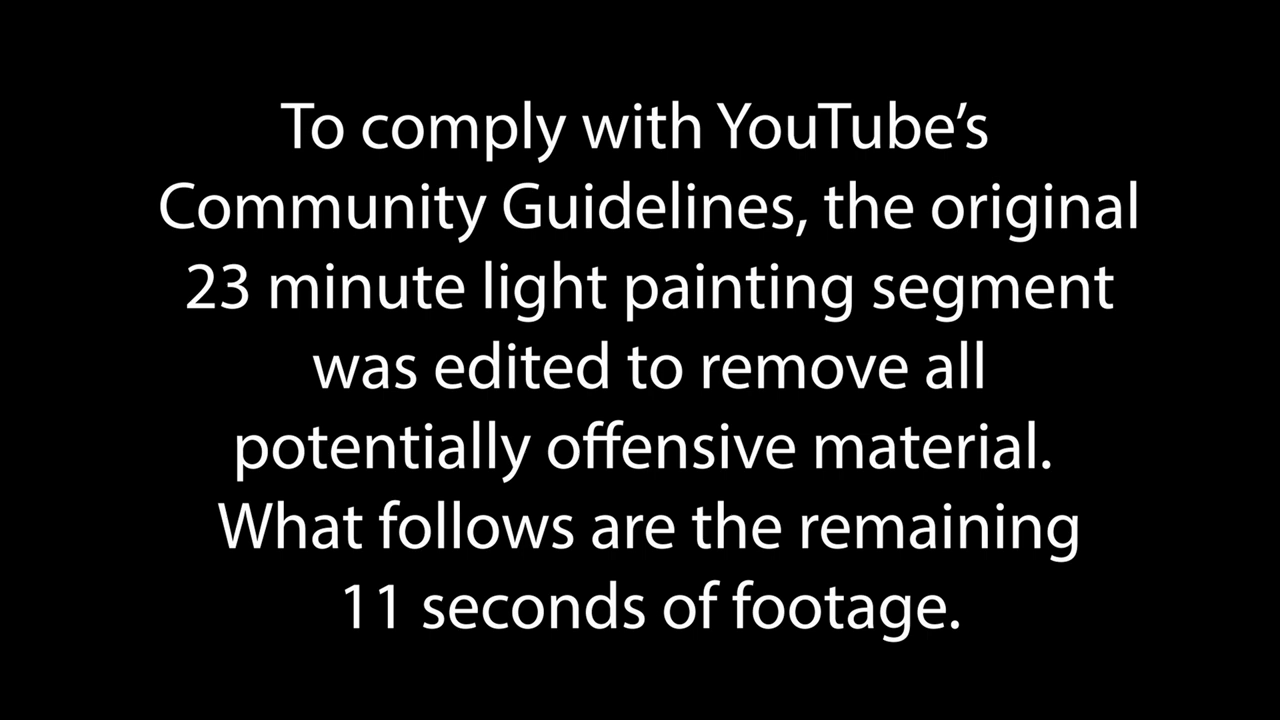 To comply with YouTube’s
Community Guidelines, the original
23 minute light painting segment
was edited to remove all
potentially offensive material.
What follows are the remaining
11 seconds of footage.